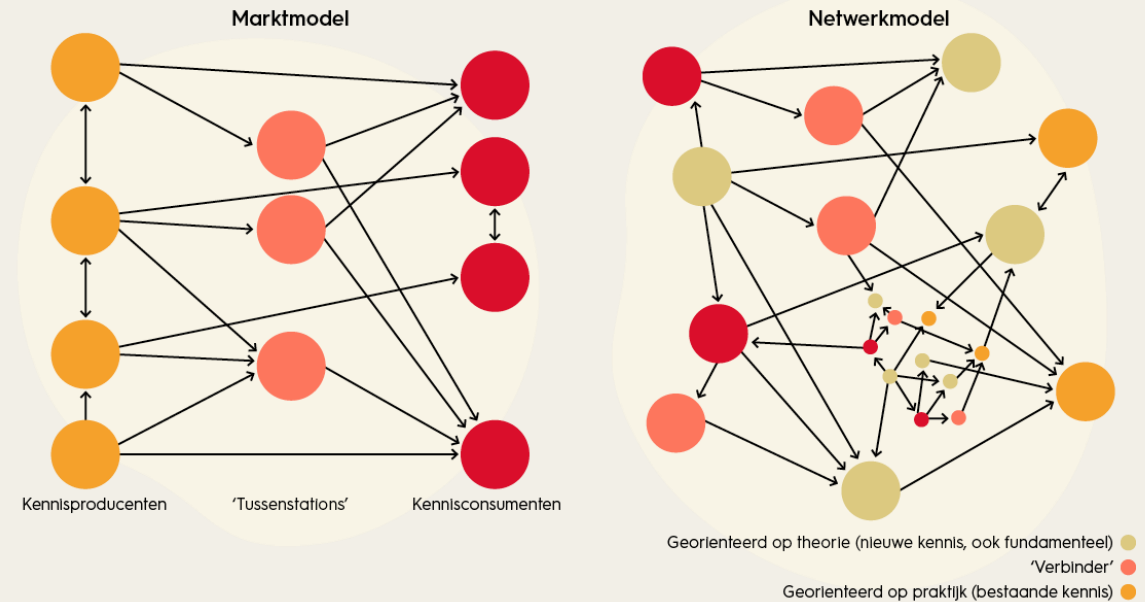 Marktmodel
Netwerkmodel
Kennisproducenten
‘Tussenstations’
Kennisconsumenten
Georienteerd op theorie (nieuwe kennis, ook fundamenteel)
‘Verbinder’
Georienteerd op praktijk (bestaande kennis)